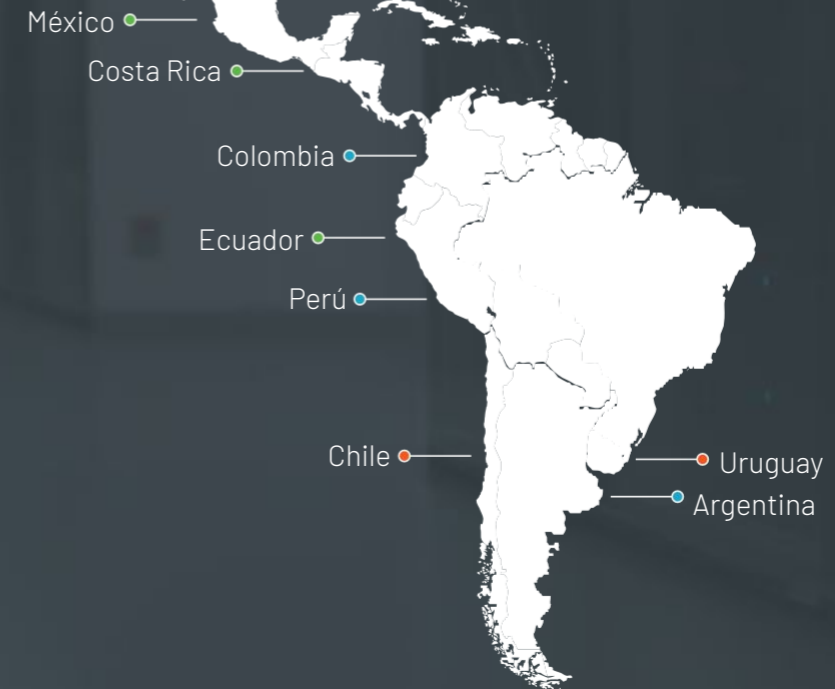 México
Costa Rica
Colombia
Ecuador
Perú
Chile
Uruguay
Argentina